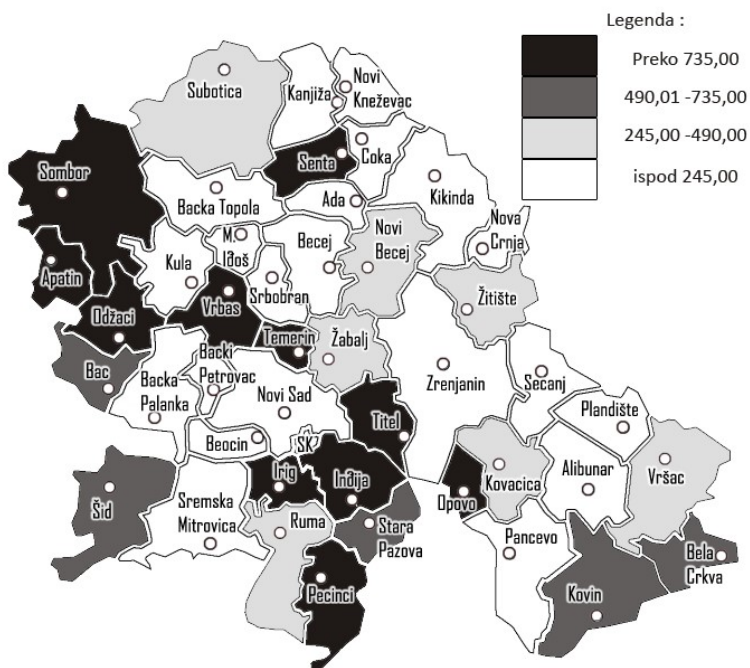 Legenda :
Preko 735,00
490,01 -735,00
245,00 -490,00
ispod 245,00
Subotica
Kanjiža
Novi
Kneževac
Senta
Coka
Sombor
Backa Topola
Ada
Kikinda
Nova
Crnja
Novi
Becej
Becej
M.
Iđoš
Kula
Srbobran
Apatin
Vrbas
Žitište
Odžaci
Temerin
Žabalj
Bac
Backi
Petrovac
Backa
Palanka
Novi Sad
Zrenjanin
Secanj
Titel
Plandište
Beocin
SK
Irig
Inđija
Kovacica
Alibunar
Vršac
Opovo
Šid
Sremska
Mitrovica
Ruma
Stara
Pazova
Pancevo
Bela
Crkva
Pecinci
Kovin